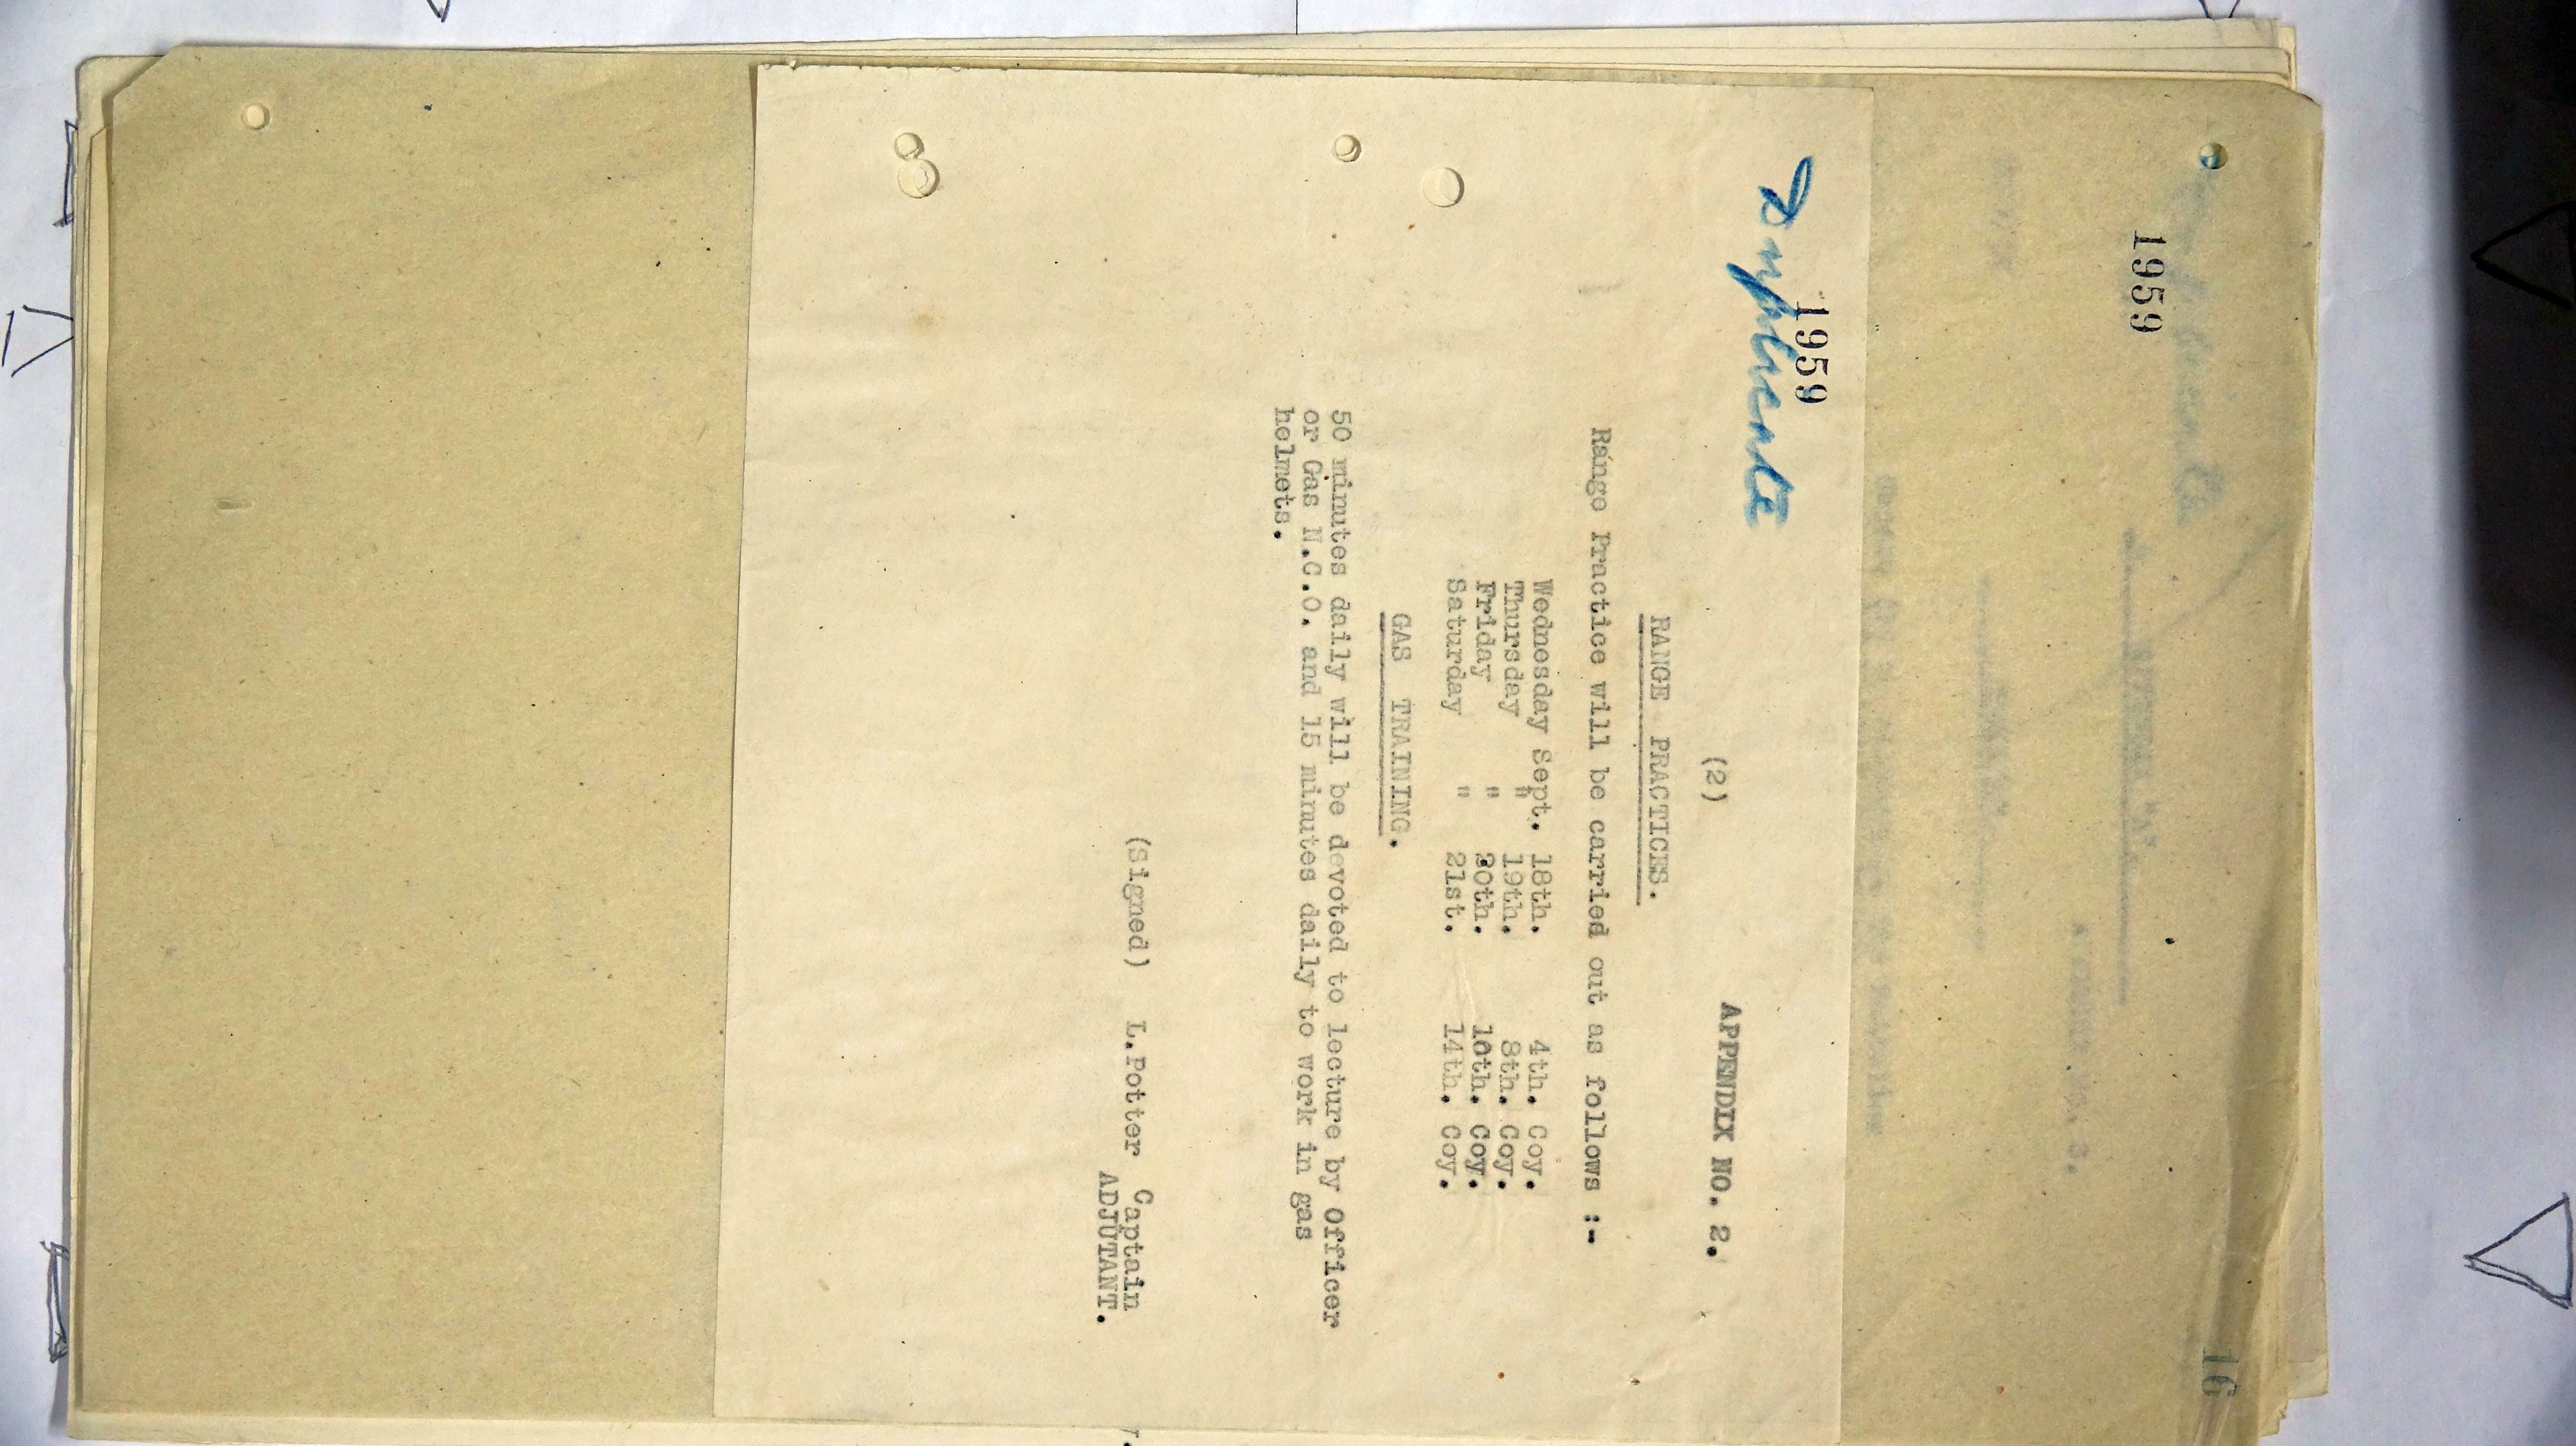 1959
16
Duplicate
1959
(2)
APPENDIX NO. 2.
RANGE PRACTICES.
Range Practice will be carried out as follows :-
Wednesday Sept. 18th. 4th. Coy.
Thursday " 19th. 8th. Coy.
Friday " 20th. 10th. Coy.
Saturday " 21st. 14th. Coy.
GAS TRAINING.
50 minutes daily will be devoted to lecture by Officer
or Gas N.C.O. and 15 minutes daily to work in gas
helmets.
(Signed) L.Potter Captain
ADJUTANT.